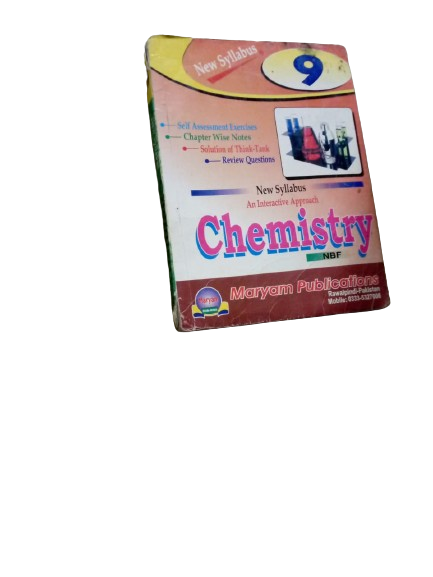 New Syllabus
9
Self Assessment Exercises
Chapter Wise Notes
Solution of Think-Tank
Review Questions
New Syllabus
An Interactive Approach
Chemistry
NBF
Maryam Publications
Rawalpindi-Pakistan